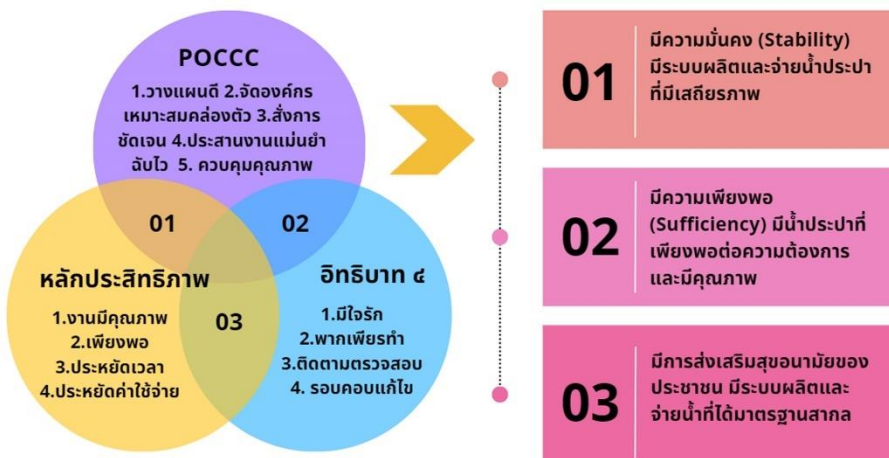 POCCC
1.วางแผนดี 2.จัดองค์กร
เหมาะสมคล่องตัว 3.สั่งการ
ชัดเจน 4.ประสานงานแม่นยำ
ฉับไว 5. ควบคุมคุณภาพ
01
02
หลักประสิทธิภาพ
1.งานมีคุณภาพ
2.เพียงพอ
3.ประหยัดเวลา
4.ประหยัดค่าใช้จ่าย
03
อิทธิบาท ๔
1.มีใจรัก
2.พากเพียรทำ
3.ติดตามตรวจสอบ
4. รอบคอบแก้ไข
01
มีความมั่นคง (Stability)
มีระบบผลิตและจ่ายน้ำประปา
ที่มีเสถียรภาพ
02
มีความเพียงพอ
(Sufficiency) มีน้ำประปาที่
เพียงพอต่อความต้องการ
และมีคุณภาพ
03
มีการส่งเสริมสุขอนามัยของ
ประชาชน มีระบบผลิตและ
จ่ายน้ำที่ได้มาตรฐานสากล